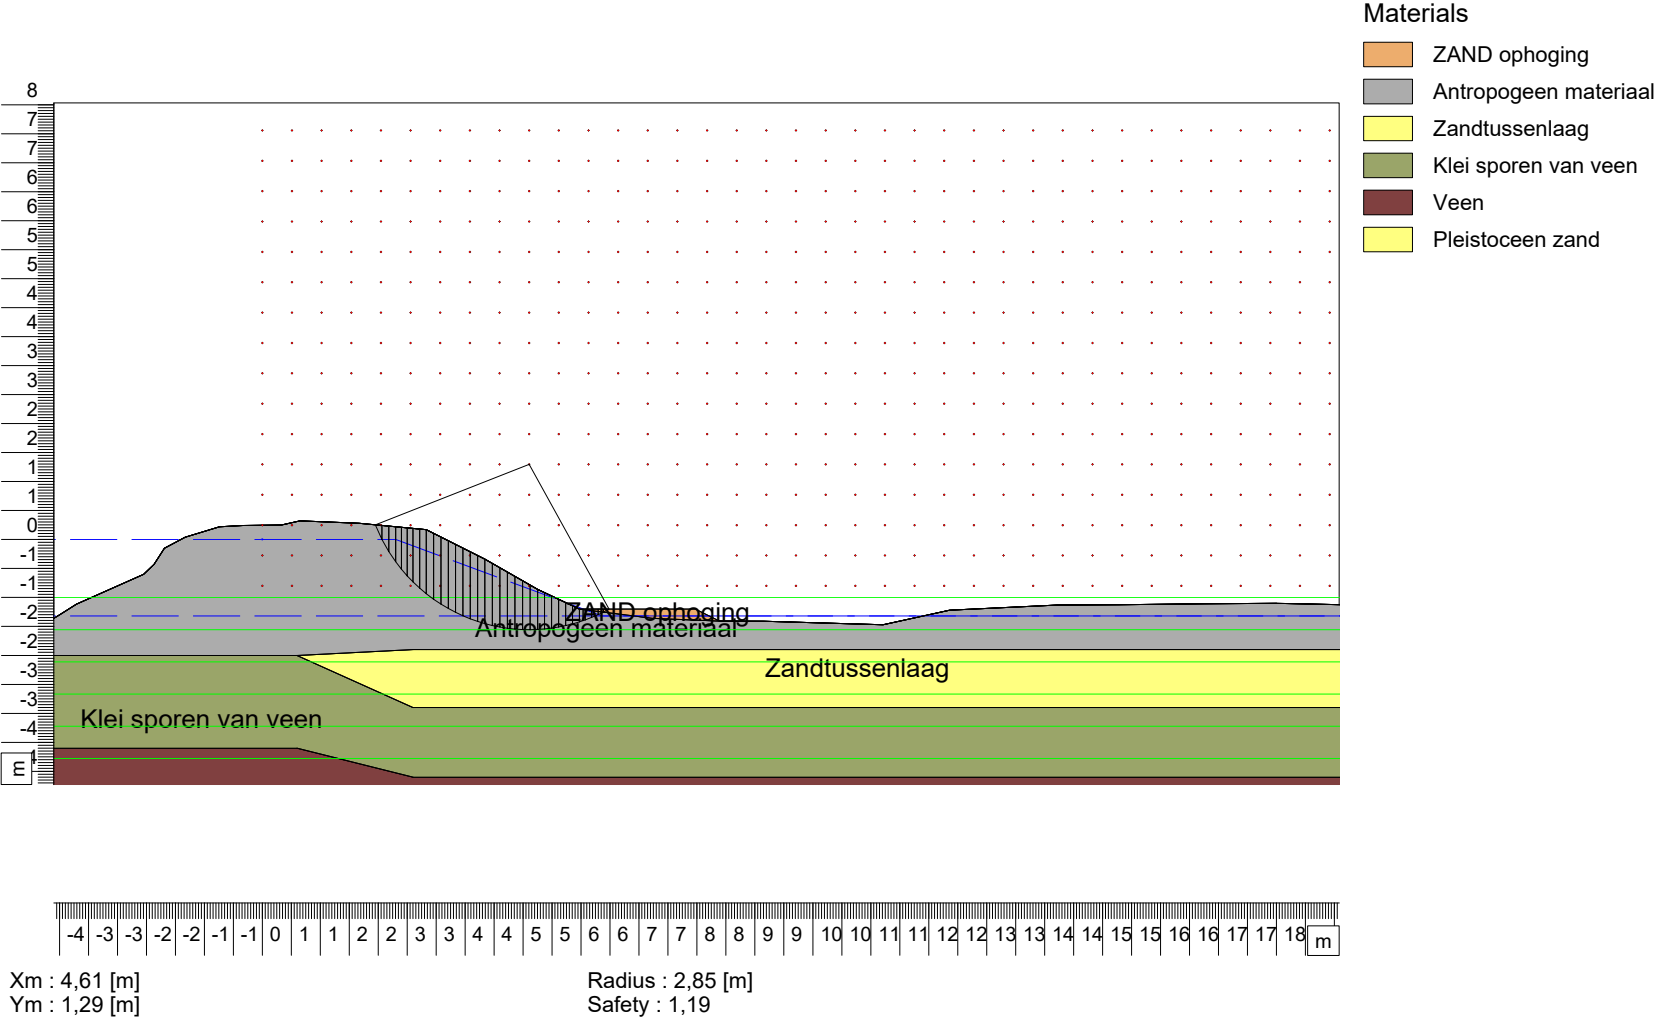 Materials
ZAND ophoging
Antropogeen materiaal
Zandtussenlaag
Klei sporen van veen
Veen
Pleistoceen zand
8
7
7
6
6
5
5
4
4
3
3
2
2
1
1
0
-1
-1
-2
-2
-3
-3
-4
m
ZAND ophoging
Antropogeen materiaal
Zandtussenlaag
Klei sporen van veen
-4 -3 -3 -2 -2 -1 -1 0 1 1 2 2 3 3 4 4 5 5 6 6 7 7 8 8 9 9 10 10 11 11 12 12 13 13 14 14 15 15 16 16 17 17 18 m
Xm : 4,61 [m]
Ym : 1,29 [m]
Radius : 2,85 [m]
Safety : 1,19